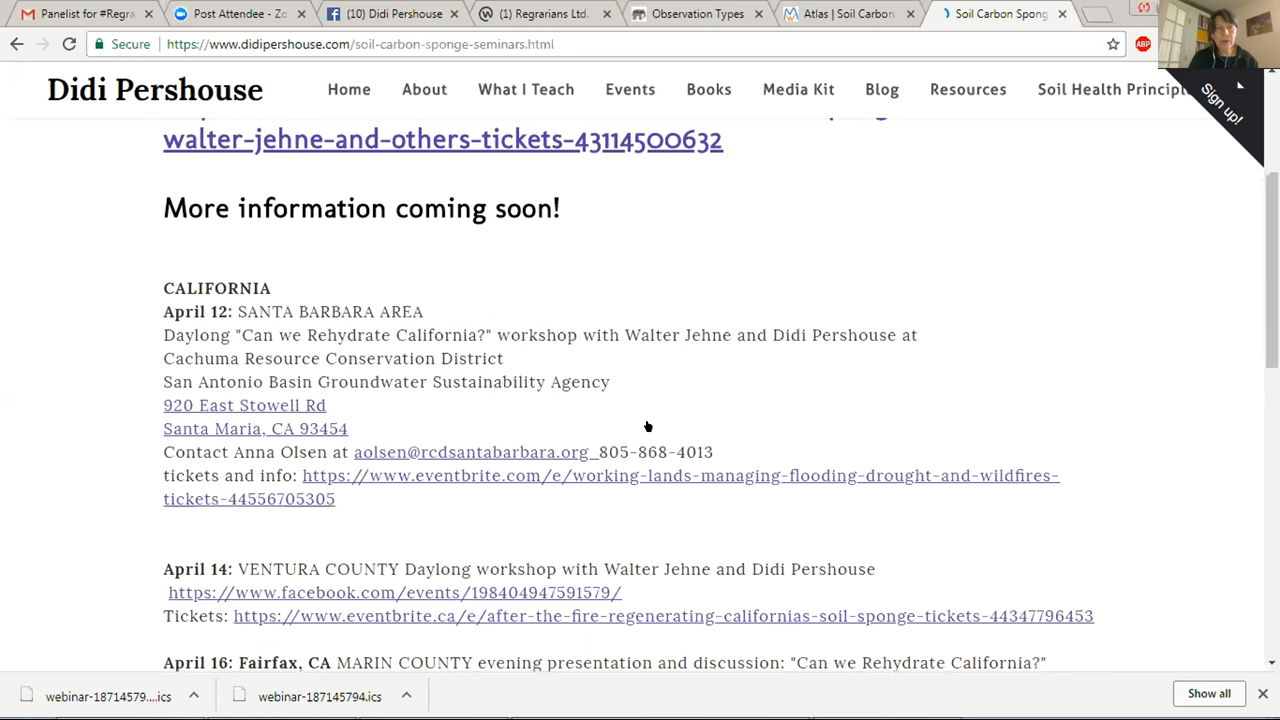 Panelist for #Regra
Post Attendee - Zo
(10) Didi Pershouse
(1) Regrarians Ltd.
Observation Types
Atlas | Soil Carbon
Soil Carbon Spong
Secure
https://www.didipershouse.com/soil-carbon-sponge-seminars.html
ABP
Didi Pershouse
Home
About
What I Teach
Events
Books
Media Kit
Blog
Resources
Soil Health Principl
Sign up!
walter-jehne-and-others-tickets-43114500632
More information coming soon!
CALIFORNIA
April 12: SANTA BARBARA AREA
Daylong "Can we Rehydrate California?" workshop with Walter Jehne and Didi Pershouse at
Cachuma Resource Conservation District
San Antonio Basin Groundwater Sustainability Agency
920 East Stowell Rd
Santa Maria, CA 93454
Contact Anna Olsen at aolsen@rcdsantabarbara.org 805-868-4013
tickets and info: https://www.eventbrite.com/e/working-lands-managing-flooding-drought-and-wildfires-
tickets-44556705305
April 14: VENTURA COUNTY Daylong workshop with Walter Jehne and Didi Pershouse
https://www.facebook.com/events/198404947591579/
Tickets: https://www.eventbrite.ca/e/after-the-fire-regenerating-californias-soil-sponge-tickets-44347796453
April 16: Fairfax, CA MARIN COUNTY evening presentation and discussion: "Can we Rehydrate California?"
webinar-18714579....ics
webinar-187145794.ics
Show all